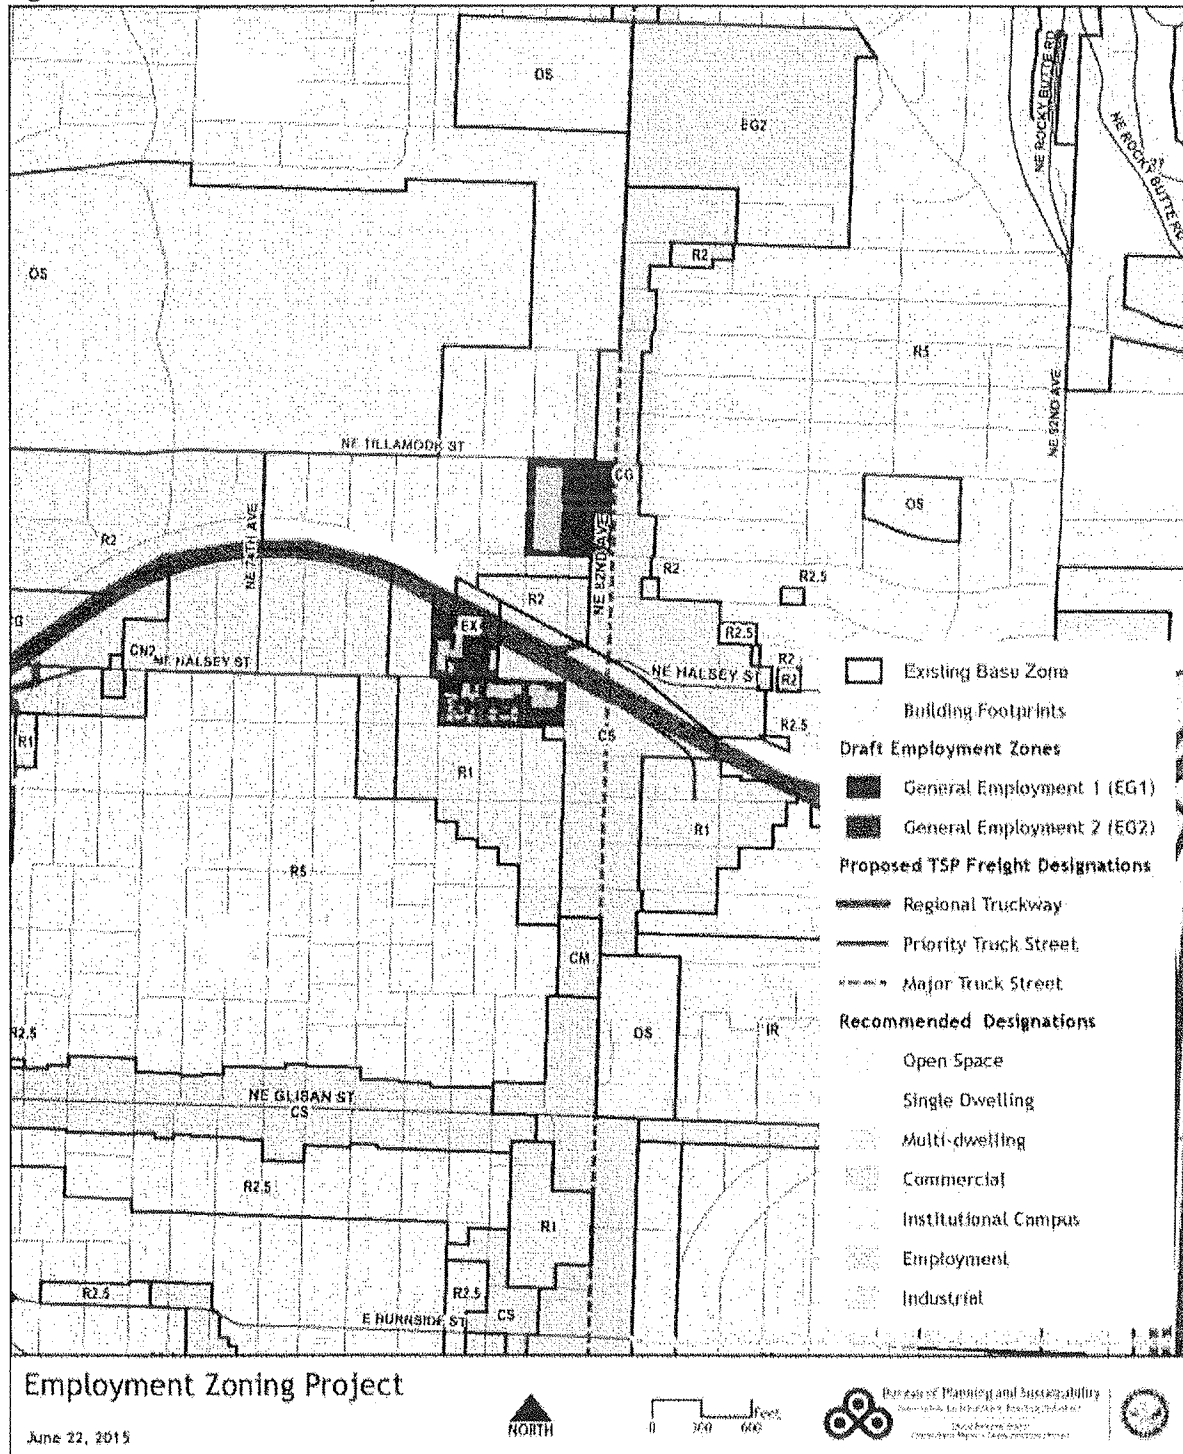 OS
EG2
NE ROCKY BUTTE RD
NE ROCKY BUTTE RD
OS
R2
R5
NE 92ND AVE
NE TILLAMOOK ST
CG
OS
NE 74TH AVE
R2
NE 82ND AVE
R2
R2.5
R2
EX
R2.5
G
CN2
NE HALSEY ST
NE HALSEY ST
R2
R2
R2.5
CS
R1
R1
R1
R5
CM
OS
IR
R2.5
NE GLISAN ST
CS
R2.5
R1
R2.5
R2.5
CS
E BURNSIDE ST
Existing Base Zone
Building Footprints
Draft Employment Zones
General Employment 1 (EG1)
General Employment 2 (EG2)
Proposed TSP Freight Designations
Regional Truckway
Priority Truck Street
Major Truck Street
Recommended Designations
Open Space
Single Dwelling
Multi-dwelling
Commercial
Institutional Campus
Employment
Industrial
Employment Zoning Project
June 22, 2015
NORTH
Feet
0 300 600
Bureau of Planning and Sustainability